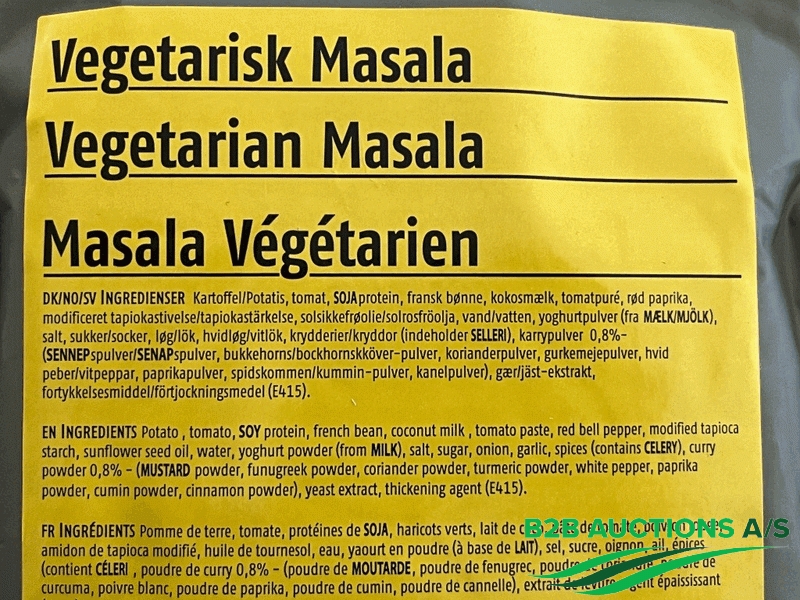 Vegetarisk Masala
Vegetarian Masala
Masala Végétarien
DK/NO/SV INGREDIENSER Kartoffel/Potatis, tomat, SOJAprotein, fransk bønne, kokosmælk, tomatpuré, rød paprika,
modificeret tapiokastivelse/tapiokastärkelse, solsikkefrøolie/solrosfröolja, vand/vatten, yoghurtpulver (fra MÆLK/MJÖLK),
salt, sukker/socker, løg/lök, hvidløg/vitlök, krydderier/kryddor (indeholder SELLERI), karrypulver 0,8%-
(SENNEPspulver/SENAPspulver, bukkehorns/bockhornskköver-pulver, korianderpulver, gurkemejepulver, hvid
peber/vitpeppar, paprikapulver, spidskommen/kummin-pulver, kanelpulver), gær/jäst-ekstrakt,
fortykkelsesmiddel/förtjockningsmedel (E415).
EN INGREDIENTS Potato , tomato, SOY protein, french bean, coconut milk , tomato paste, red bell pepper, modified tapioca
starch, sunflower seed oil, water, yoghurt powder (from MILK), salt, sugar, onion, garlic, spices (contains CELERY), curry
powder 0,8% - (MUSTARD powder, funugreek powder, coriander powder, turmeric powder, white pepper, paprika
powder, cumin powder, cinnamon powder), yeast extract, thickening agent (E415).
FR INGRÉDIENTS Pomme de terre, tomate, protéines de SOJA, haricots verts, lait de
amidon de tapioca modifié, huile de tournesol, eau, yaourt en poudre (à base de LAIT), sel, sucre, oignon, ail, épices
(contient CÉLERI , poudre de curry 0,8% - (poudre de MOUTARDE, poudre de fenugrec, poudre de coriandre, poudre de
curcuma, poivre blanc, poudre de paprika, poudre de cumin, poudre de cannelle), extrait de levure, agent épaississant
B2B AUCTIONS A/S